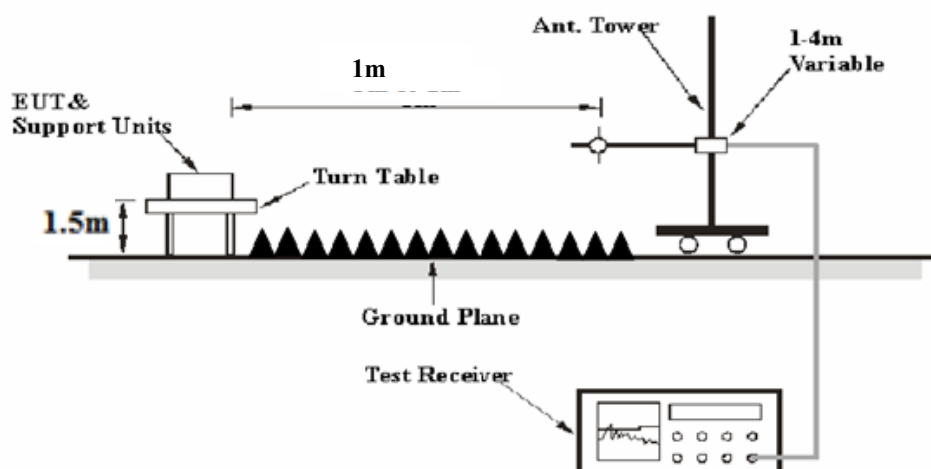 Ant. Tower
1-4m
Variable
1m
EUT&
Support Units
Turn Table
1.5m
Ground Plane
Test Receiver